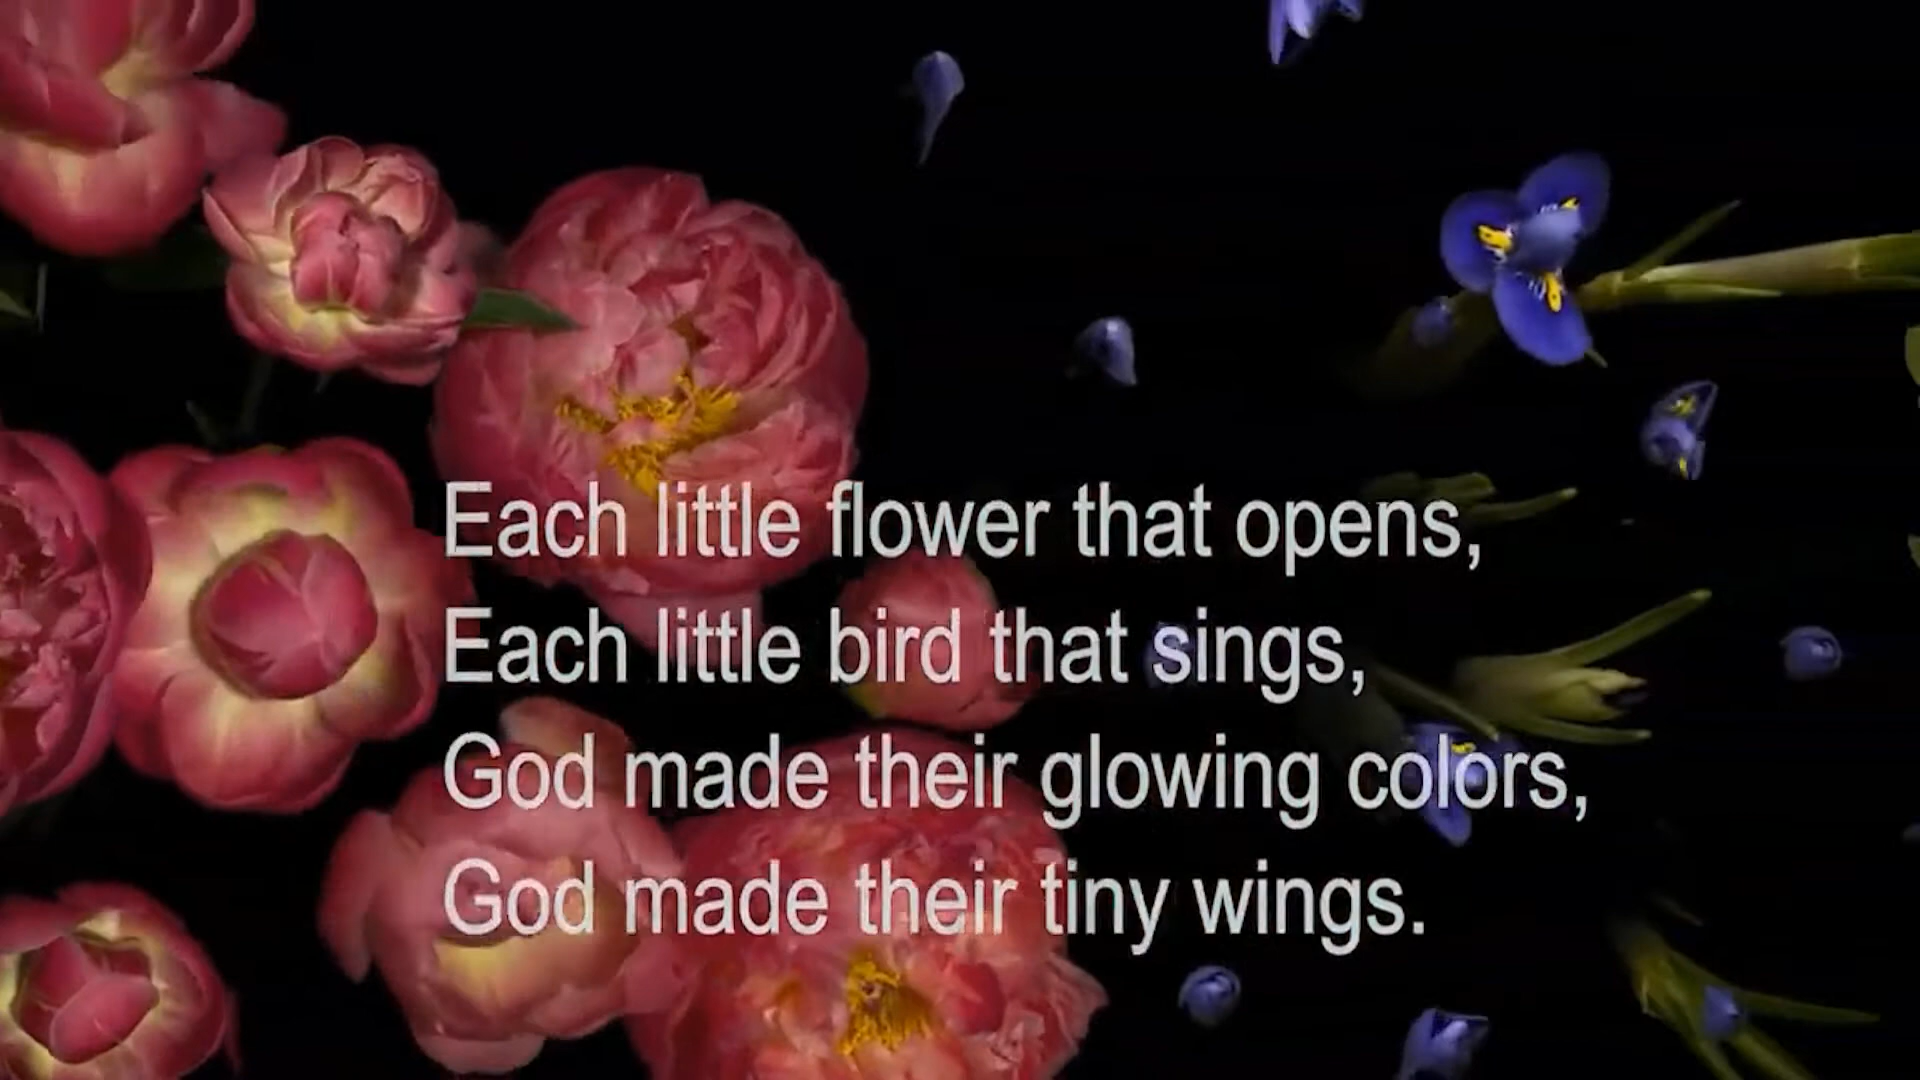 Each little flower that opens,
Each little bird that sings,
God made their glowing colors,
God made their tiny wings.